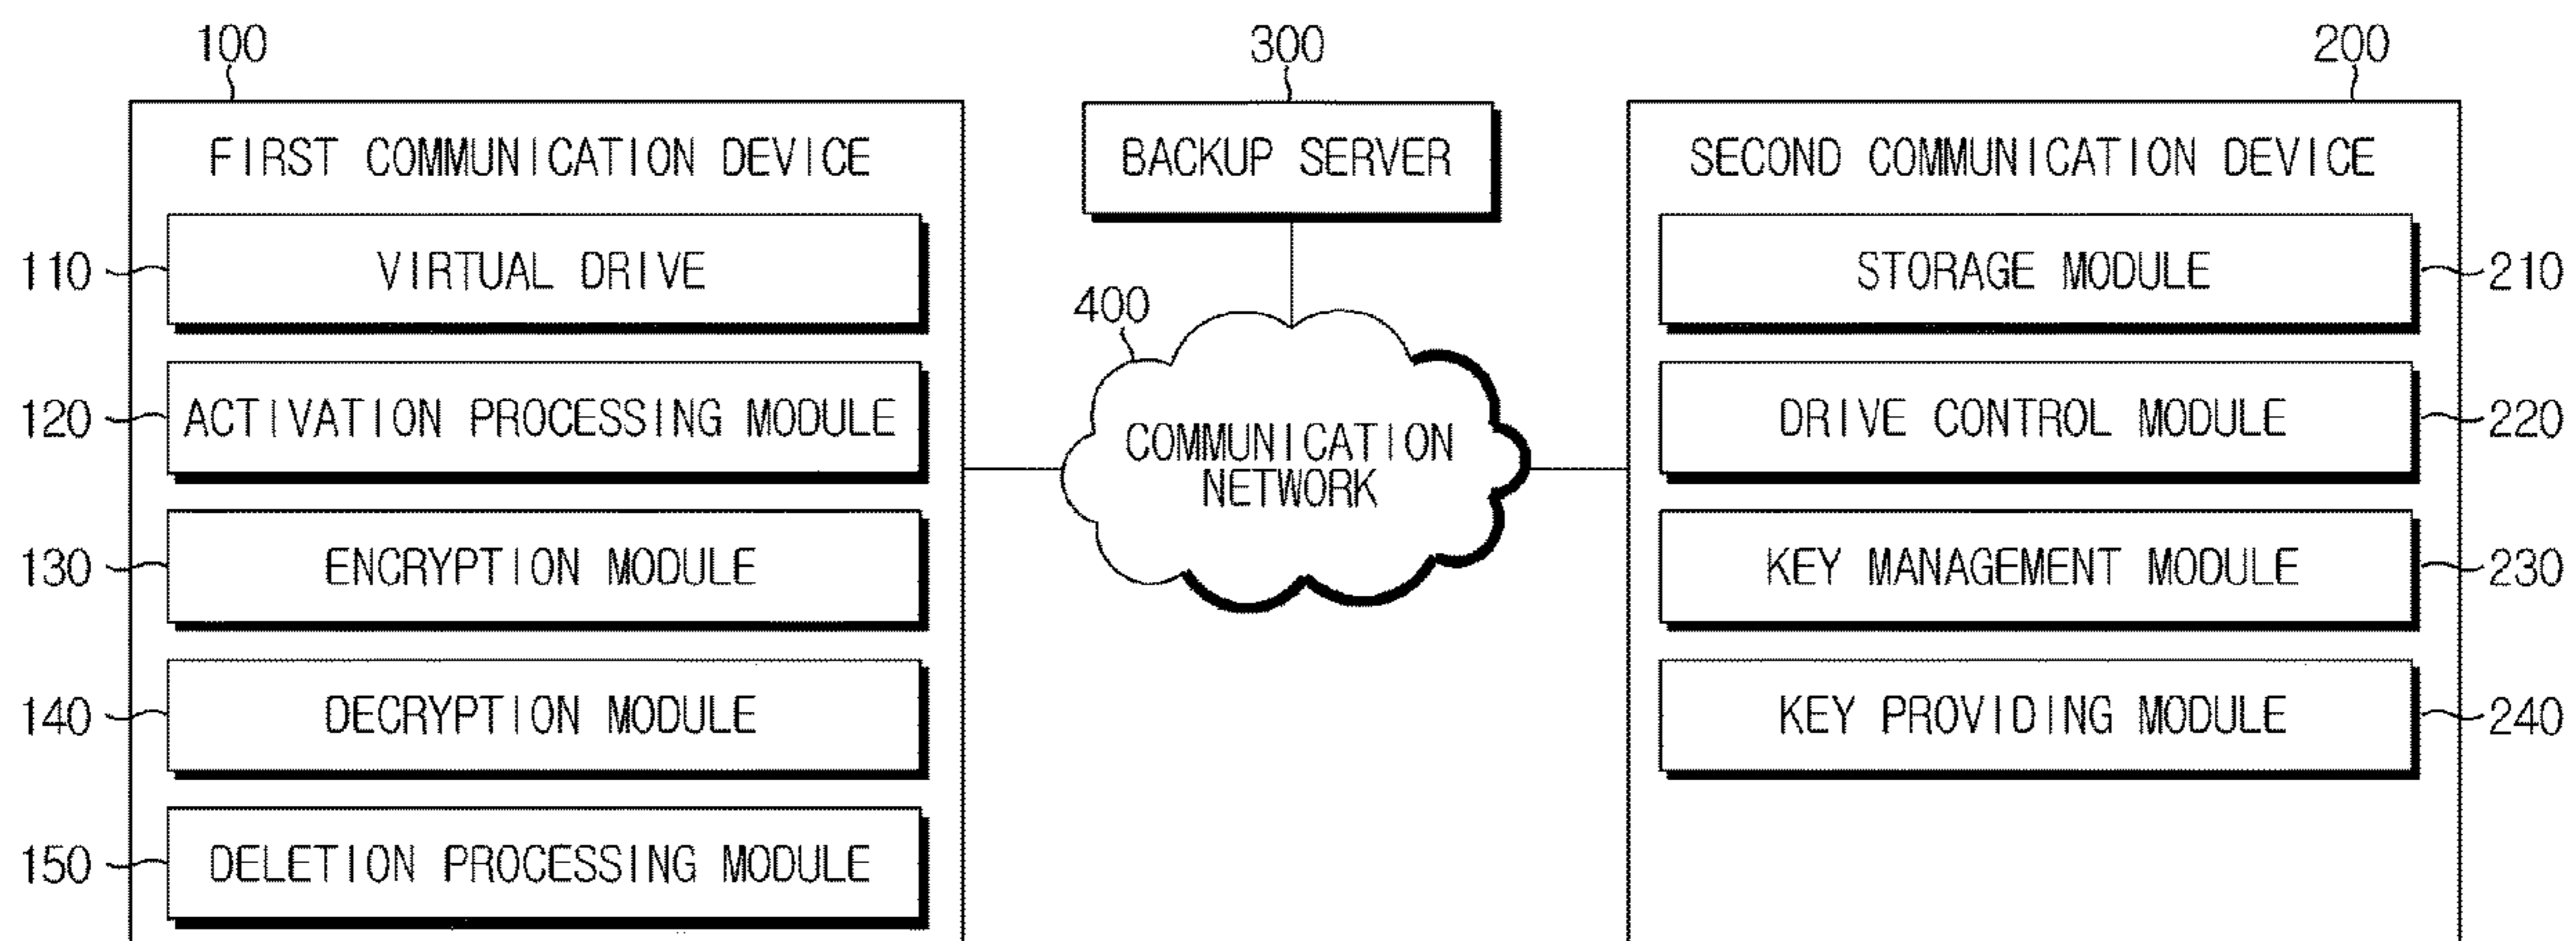 100
300
200
FIRST COMMUNICATION DEVICE
BACKUP SERVER
SECOND COMMUNICATION DEVICE
110
VIRTUAL DRIVE
STORAGE MODULE
210
400
120
ACTIVATION PROCESSING MODULE
COMMUNICATION
NETWORK
DRIVE CONTROL MODULE
220
130
ENCRYPTION MODULE
KEY MANAGEMENT MODULE
230
140
DECRYPTION MODULE
KEY PROVIDING MODULE
240
150
DELETION PROCESSING MODULE